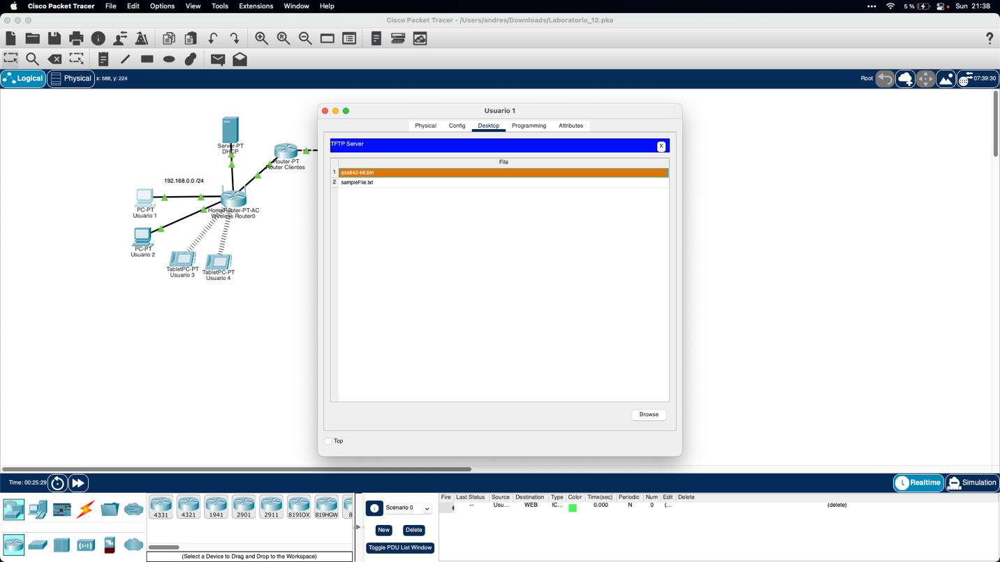 Cisco Packet Tracer File Edit Options View Tools Extensions Window Help 5 % Sun 21:38
Cisco Packet Tracer - /Users/andres/Downloads/Laboratorio_12.pka
Logical Physical x: 588, y: 224 Root 07:39:30
Server-PT
DHCP
Router-PT
Router Clientes
192.168.0.0 /24
PC-PT
Usuario 1
HomeRouter-PT-AC
Wireless Router0
PC-PT
Usuario 2
TabletPC-PT
Usuario 3
TabletPC-PT
Usuario 4
Usuario 1
Physical Config Desktop Programming Attributes
TFTP Server X
File
1 asa842-k8.bin
2 sampleFile.txt
Browse
Top
Time: 00:25:29 Realtime Simulation
4331 4321 1941 2901 2911 819IOX 819HGW 8
(Select a Device to Drag and Drop to the Workspace)
Scenario 0
New Delete
Toggle PDU List Window
Fire Last Status Source Destination Type Color Time(sec) Periodic Num Edit Delete
-- Usu... WEB IC... 0.000 N 0 (... (delete)